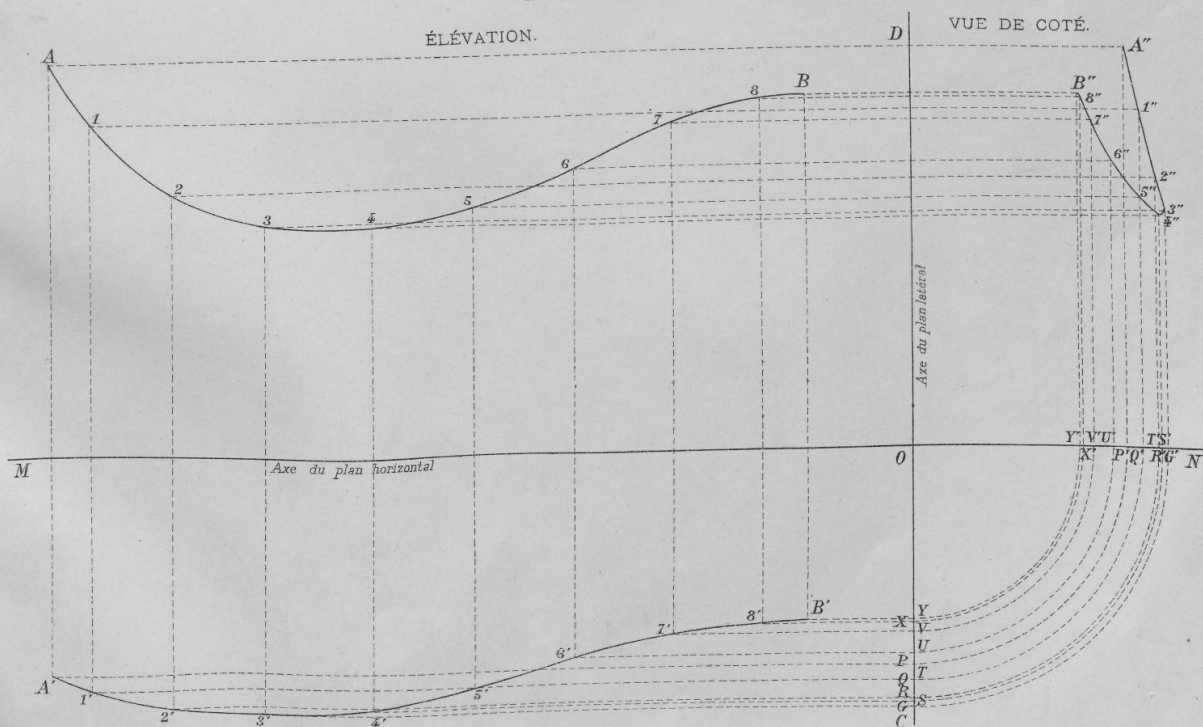 ÉLÉVATION.
VUE DE COTÉ.
D
A
A"
B
B"
8
8"
1
1"
7
7"
6
6"
2
2"
5
5"
3
4
3"
4"
Axe du plan latéral
M
Axe du plan horizontal
O
Y' V' U' T' S'
X' P' Q' R' G' N
A'
1'
2'
3'
4'
5'
6'
7'
8'
B'
Y
X
V
U
P
T
Q
R
S
G
C